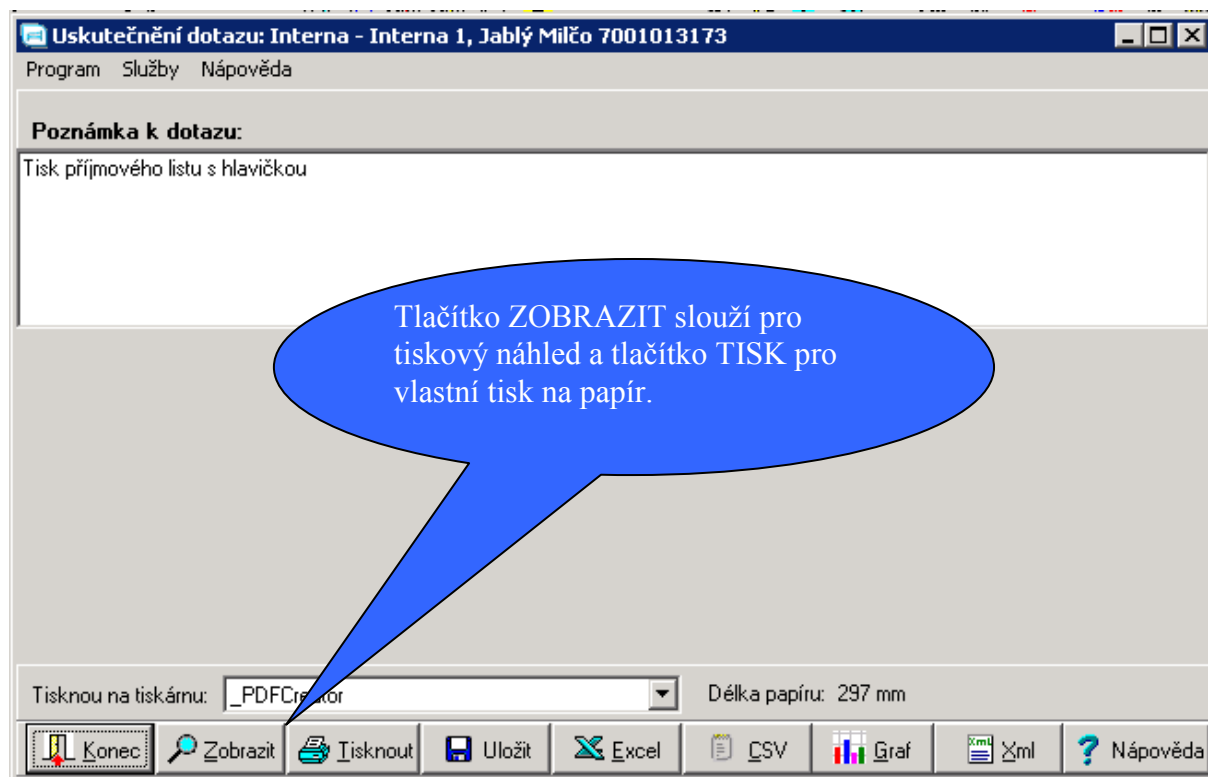 Uskutečnění dotazu: Interna - Interna 1, Jablý Milčo 7001013173
Program Služby Nápověda
Poznámka k dotazu:
Tisk příjmového listu s hlavičkou
Tlačítko ZOBRAZIT slouží pro
tiskový náhled a tlačítko TISK pro
vlastní tisk na papír.
Tisknou na tiskárnu: _PDFCreator Délka papíru: 297 mm
Konec Zobrazit Tisknout Uložit Excel CSV Graf Xml Nápověda